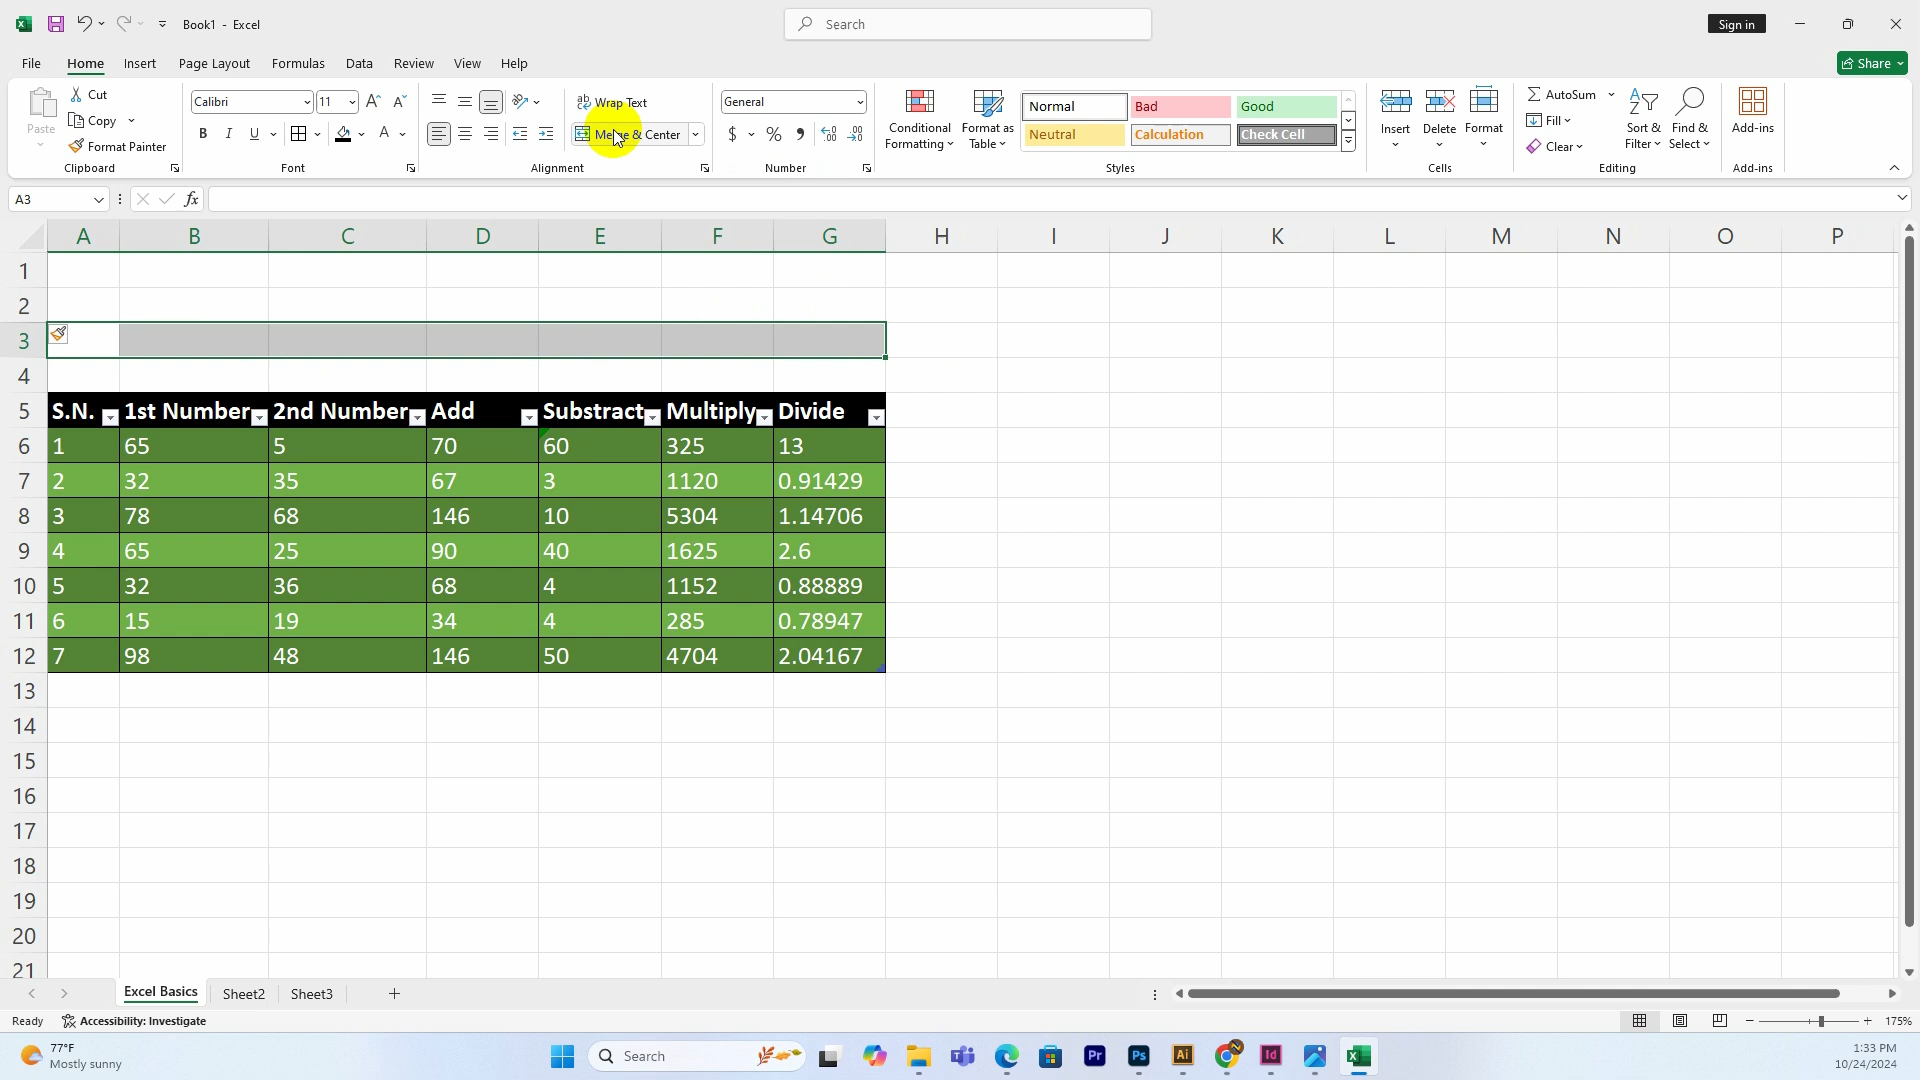 Book1 - Excel
Search
Sign in
File Home Insert Page Layout Formulas Data Review View Help
Share
Paste
Cut
Copy
Format Painter
Clipboard
Calibri 11
B I U
Font
Wrap Text
Merge & Center
Alignment
General
$ % ,
Number
Conditional Formatting
Format as Table
Normal Bad Good
Neutral Calculation Check Cell
Styles
Insert Delete Format
Cells
AutoSum
Fill
Clear
Sort & Filter
Find & Select
Editing
Add-ins
Add-ins
A3
fx
A B C D E F G H I J K L M N O P
1
2
3
4
5 S.N. 1st Number 2nd Number Add Substract Multiply Divide
6 1 65 5 70 60 325 13
7 2 32 35 67 3 1120 0.91429
8 3 78 68 146 10 5304 1.14706
9 4 65 25 90 40 1625 2.6
10 5 32 36 68 4 1152 0.88889
11 6 15 19 34 4 285 0.78947
12 7 98 48 146 50 4704 2.04167
13
14
15
16
17
18
19
20
21
Excel Basics Sheet2 Sheet3
Ready Accessibility: Investigate
175%
77°F
Mostly sunny
Search
Pr Ps Ai Id
1:33 PM
10/24/2024